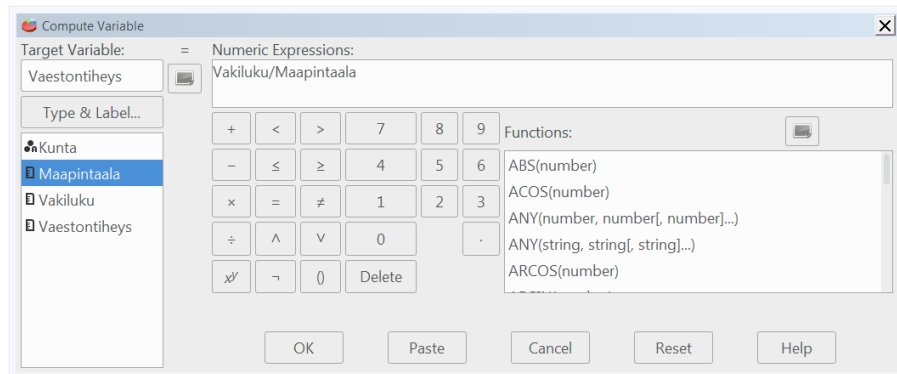 Compute Variable
Target Variable: = Numeric Expressions:
Vaestontiheys Vakiluku/Maapintaala
Type & Label...
+ < > 7 8 9 Functions:
Kunta
− ≤ ≥ 4 5 6 ABS(number)
Maapintaala
ACOS(number)
Vakiluku × = ≠ 1 2 3
ANY(number, number[, number]...)
Vaestontiheys
÷ ∧ ∨ 0 . ANY(string, string[, string]...)
ARCOS(number)
xʸ ¬ () Delete
OK Paste Cancel Reset Help